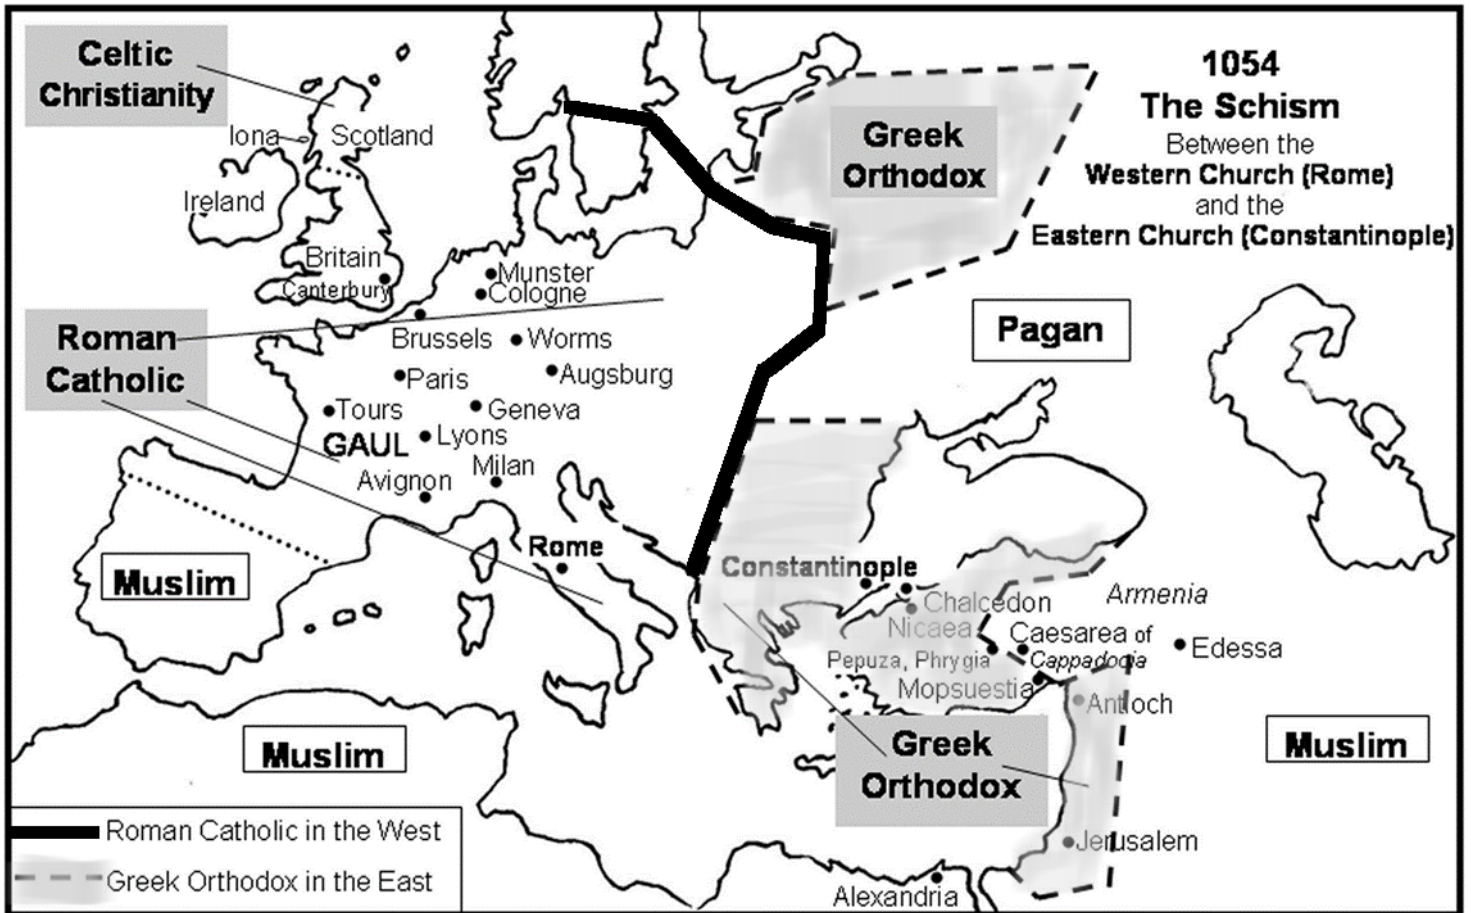 Celtic
Christianity
1054
The Schism
Between the
Western Church (Rome)
and the
Eastern Church (Constantinople)
Greek
Orthodox
Iona
Scotland
Ireland
Britain
Canterbury
Munster
Cologne
Roman
Catholic
Brussels
Worms
Pagan
Paris
Augsburg
Tours
Geneva
GAUL
Lyons
Milan
Avignon
Rome
Muslim
Constantinople
Chalcedon
Armenia
Nicaea
Caesarea of
Cappadocia
Edessa
Pepuza, Phrygia
Mopsuestia
Antioch
Muslim
Greek
Orthodox
Muslim
Roman Catholic in the West
Jerusalem
Greek Orthodox in the East
Alexandria